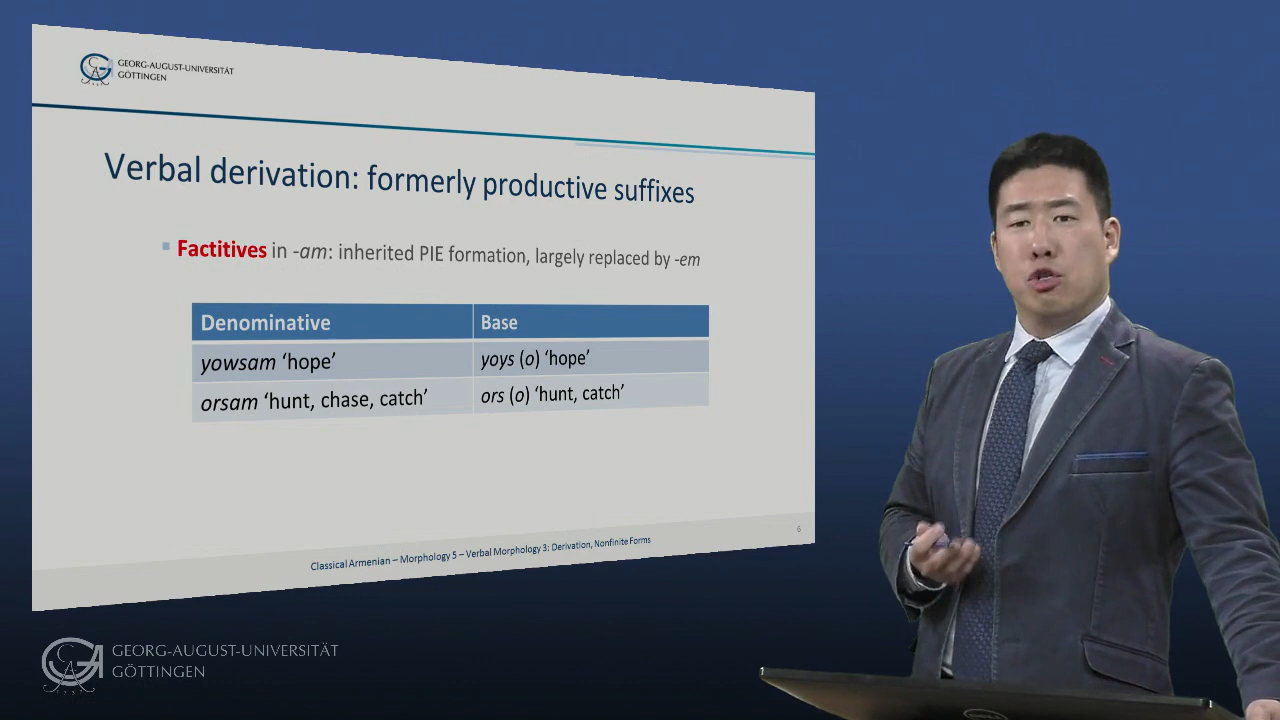 GEORG-AUGUST-UNIVERSITÄT
GÖTTINGEN
Verbal derivation: formerly productive suffixes
Factitives in -am: inherited PIE formation, largely replaced by -em
Denominative Base
yowsam ‘hope’ yoys (o) ‘hope’
orsam ‘hunt, chase, catch’ ors (o) ‘hunt, catch’
6
Classical Armenian – Morphology 5 – Verbal Morphology 3: Derivation, Nonfinite Forms
GEORG-AUGUST-UNIVERSITÄT
GÖTTINGEN